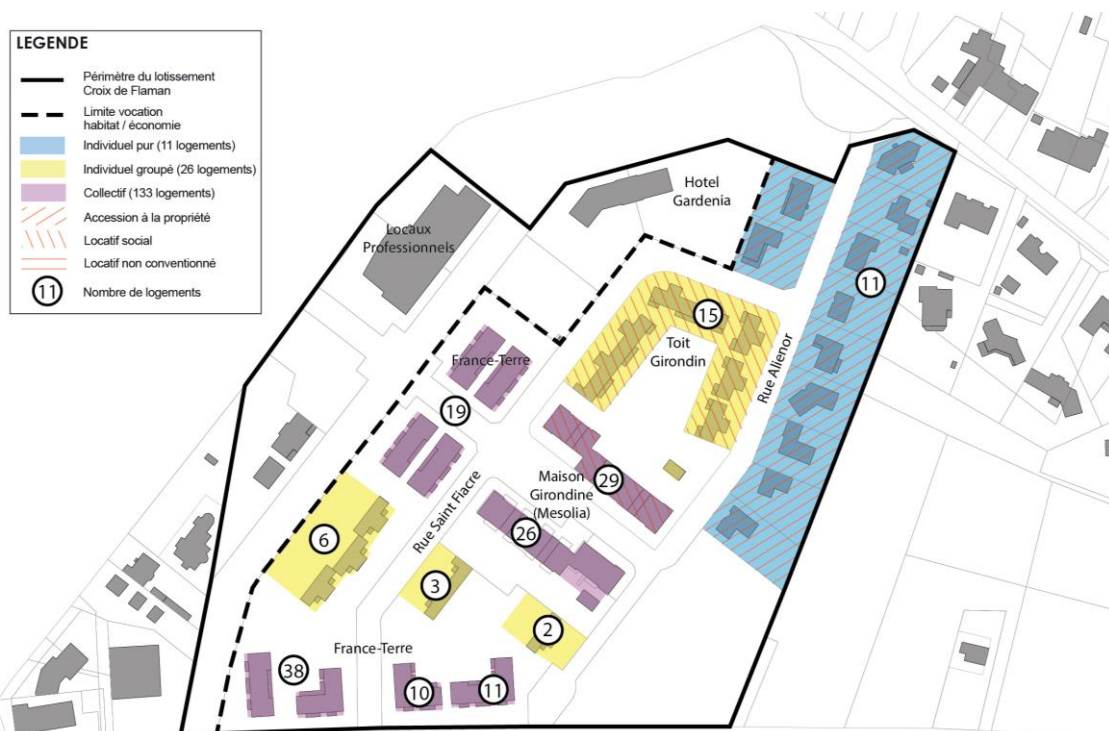 LEGENDE
Périmètre du lotissement
Croix de Flaman
Limite vocation
habitat / économie
Individuel pur (11 logements)
Individuel groupé (26 logements)
Collectif (133 logements)
Accession à la propriété
Locatif social
Locatif non conventionné
11 Nombre de logements
Hotel
Gardenia
Locaux
Professionnels
11
15
Toit
Girondin
Rue Alienor
France-Terre
19
29
Maison
Girondine
(Mesolia)
26
Rue Saint Fiacre
6
3
2
France-Terre
38
10
11